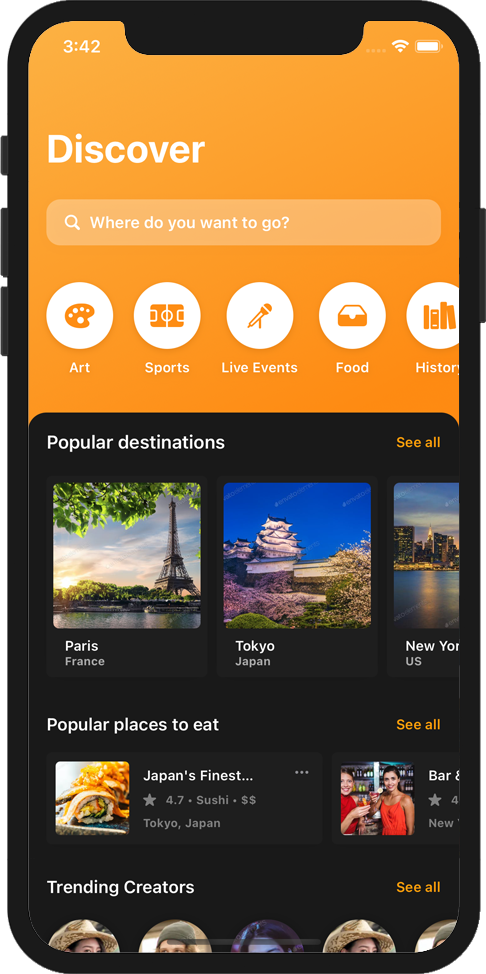 3:42
Discover
Where do you want to go?
Art
Sports
Live Events
Food
History
Popular destinations
See all
Paris
France
Tokyo
Japan
New Yor
US
Popular places to eat
See all
Japan's Finest...
4.7 • Sushi • $$
Tokyo, Japan
Bar &
4
New
Trending Creators
See all